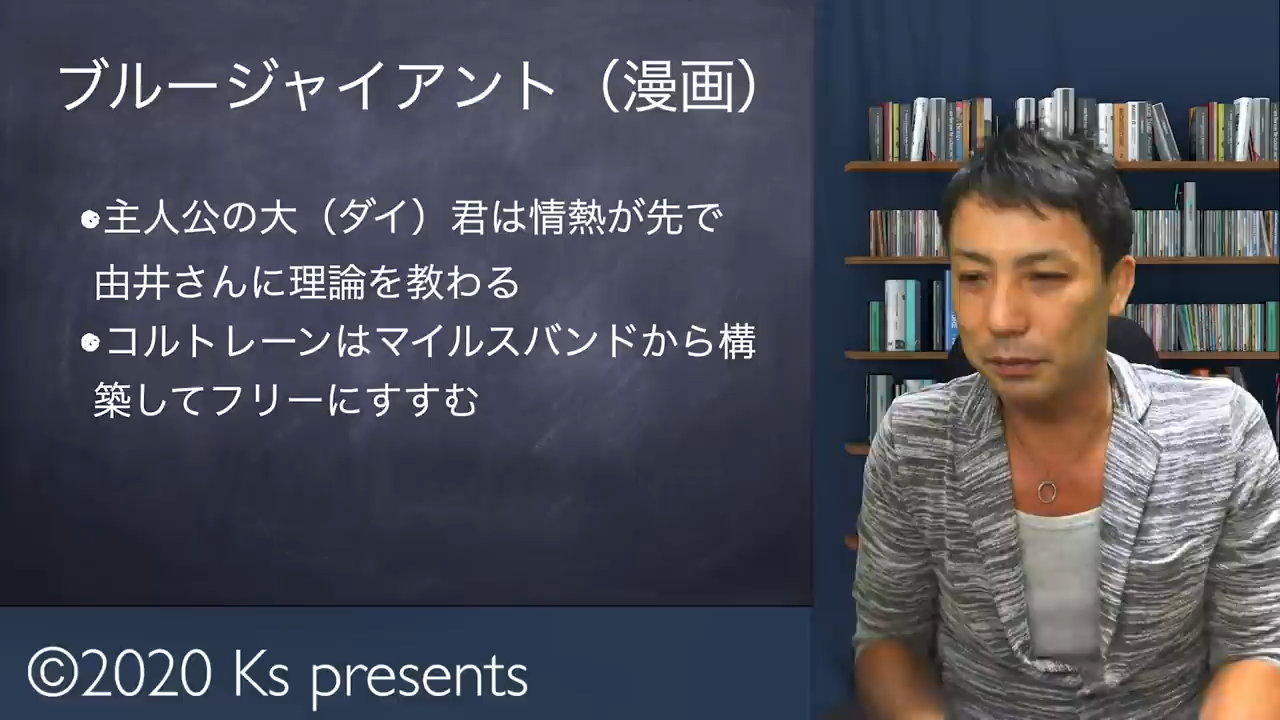 ブルージャイアント（漫画）
●主人公の大（ダイ）君は情熱が先で
由井さんに理論を教わる
●コルトレーンはマイルスバンドから構
築してフリーにすすむ
©2020 Ks presents